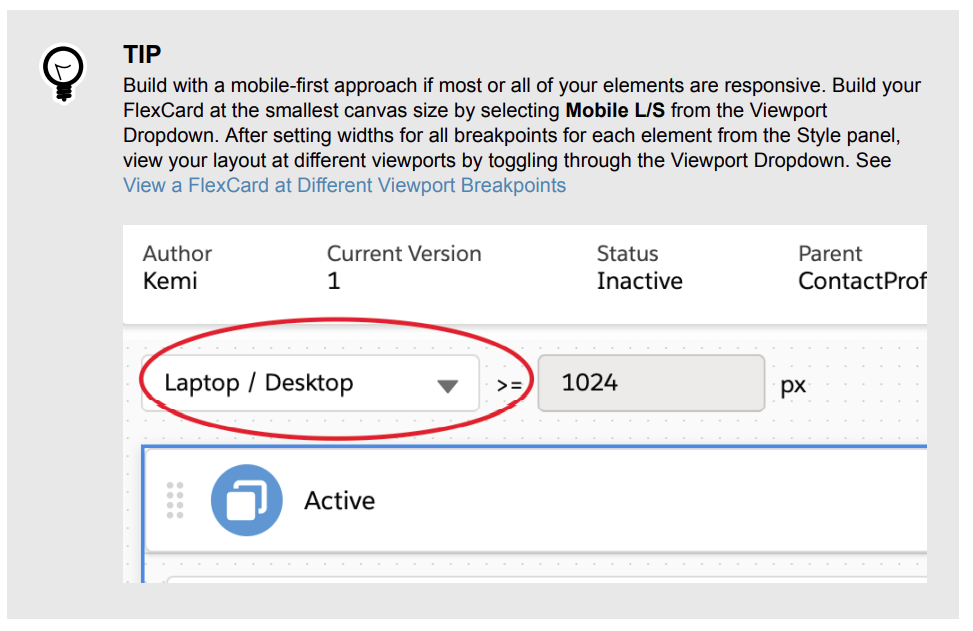 TIP
Build with a mobile-first approach if most or all of your elements are responsive. Build your
FlexCard at the smallest canvas size by selecting Mobile L/S from the Viewport
Dropdown. After setting widths for all breakpoints for each element from the Style panel,
view your layout at different viewports by toggling through the Viewport Dropdown. See
View a FlexCard at Different Viewport Breakpoints
Author Current Version Status Parent
Kemi 1 Inactive ContactProf
Laptop / Desktop >= 1024 px
Active